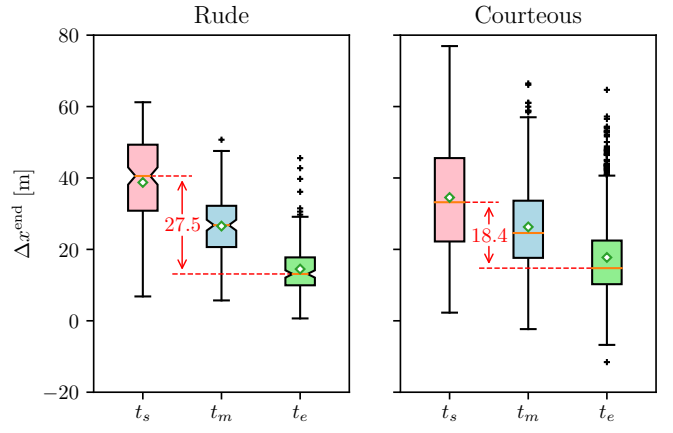 Rude
Courteous
Δx^end [m]
80
60
40
20
0
−20
27.5
18.4
t_s
t_m
t_e
t_s
t_m
t_e